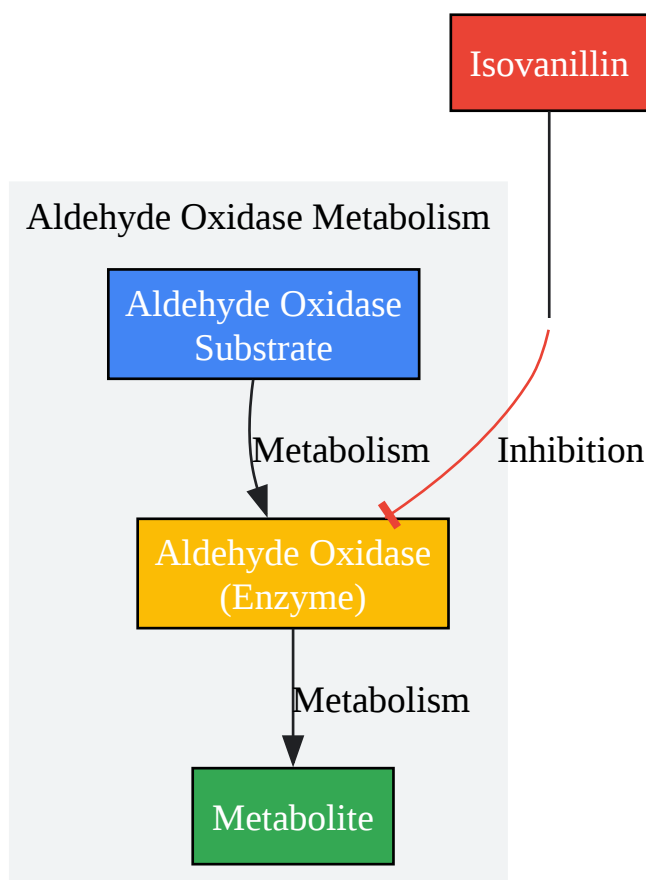 Isovanillin
Aldehyde Oxidase Metabolism
Aldehyde Oxidase
Substrate
Metabolism
Inhibition
Aldehyde Oxidase
(Enzyme)
Metabolism
Metabolite